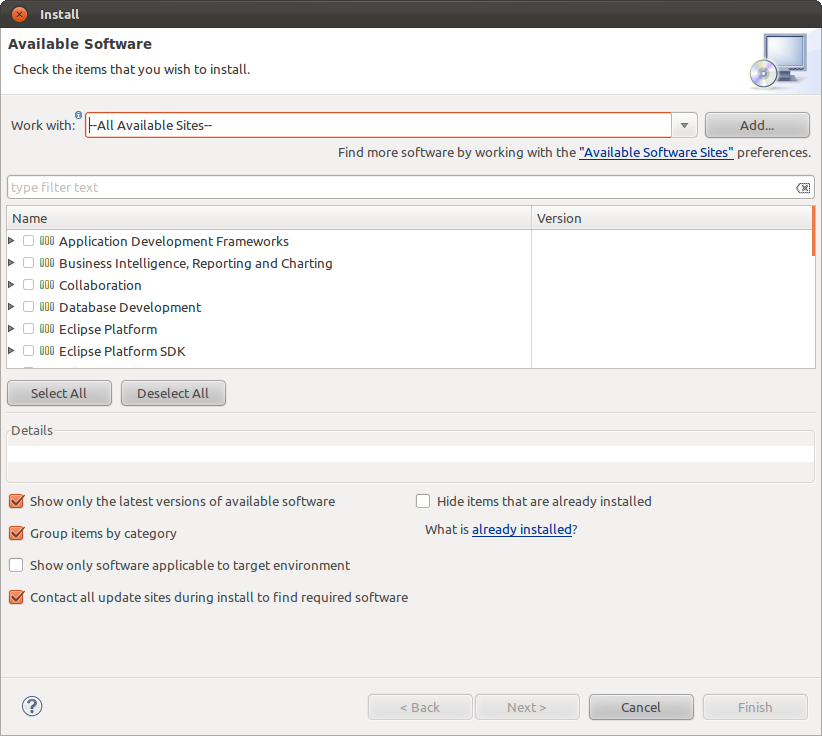 Install
Available Software
Check the items that you wish to install.
Work with: --All Available Sites-- Add...
Find more software by working with the "Available Software Sites" preferences.
type filter text
Name Version
Application Development Frameworks
Business Intelligence, Reporting and Charting
Collaboration
Database Development
Eclipse Platform
Eclipse Platform SDK
Select All Deselect All
Details
Show only the latest versions of available software Hide items that are already installed
Group items by category What is already installed?
Show only software applicable to target environment
Contact all update sites during install to find required software
? < Back Next > Cancel Finish